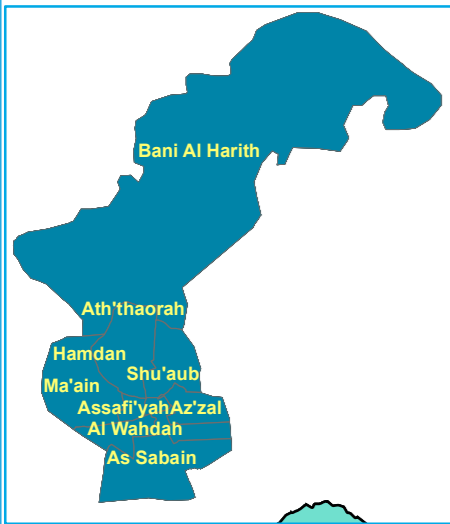 Bani Al Harith
Ath'thaorah
Hamdan
Shu'aub
Ma'ain
Assafi'yah
Az'zal
Al Wahdah
As Sabain